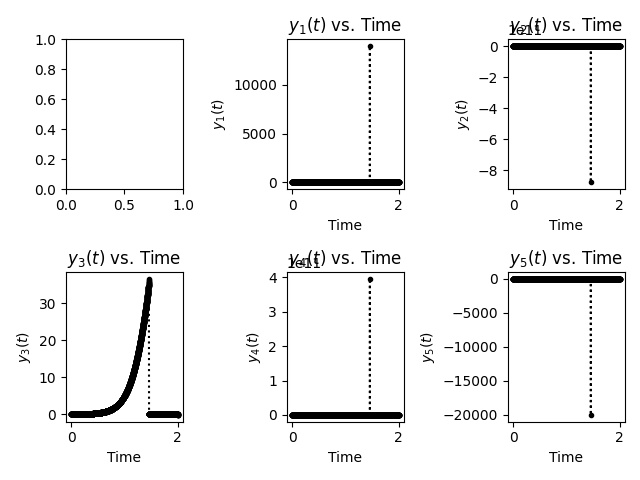 1.0
0.8
0.6
0.4
0.2
0.0
0.0 0.5 1.0
y₁(t) vs. Time
10000
5000
0
y₁(t)
0 2
Time
y₂(t) vs. Time
1e11
0
−2
−4
−6
−8
y₂(t)
0 2
Time
y₃(t) vs. Time
30
20
10
0
y₃(t)
0 2
Time
y₄(t) vs. Time
1e11
4
3
2
1
0
y₄(t)
0 2
Time
y₅(t) vs. Time
0
−5000
−10000
−15000
−20000
y₅(t)
0 2
Time